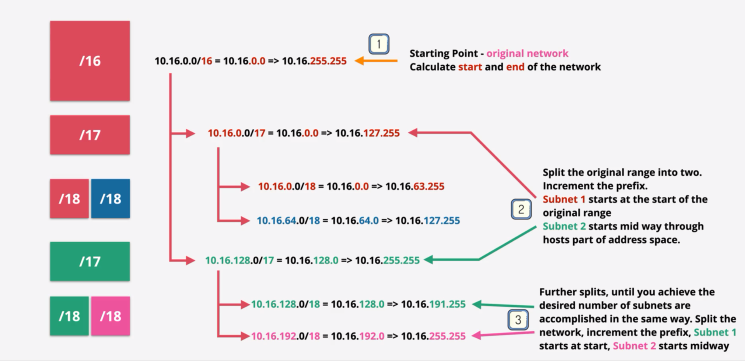 /16
10.16.0.0/16 = 10.16.0.0 => 10.16.255.255
1
Starting Point - original network
Calculate start and end of the network
/17
10.16.0.0/17 = 10.16.0.0 => 10.16.127.255
/18 /18
10.16.0.0/18 = 10.16.0.0 => 10.16.63.255
10.16.64.0/18 = 10.16.64.0 => 10.16.127.255
2
Split the original range into two.
Increment the prefix.
Subnet 1 starts at the start of the
original range
Subnet 2 starts mid way through
hosts part of address space.
/17
10.16.128.0/17 = 10.16.128.0 => 10.16.255.255
/18 /18
10.16.128.0/18 = 10.16.128.0 => 10.16.191.255
10.16.192.0/18 = 10.16.192.0 => 10.16.255.255
3
Further splits, until you achieve the
desired number of subnets are
accomplished in the same way. Split the
network, increment the prefix, Subnet 1
starts at start, Subnet 2 starts midway